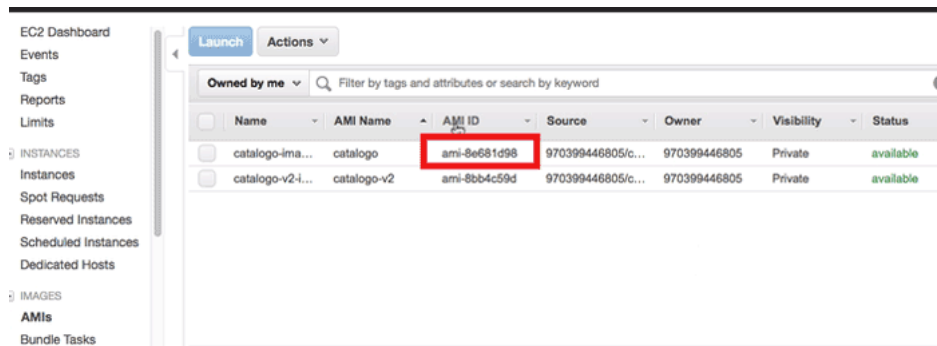 EC2 Dashboard
Events
Tags
Reports
Limits
INSTANCES
Instances
Spot Requests
Reserved Instances
Scheduled Instances
Dedicated Hosts
IMAGES
AMIs
Bundle Tasks
Launch Actions
Owned by me Filter by tags and attributes or search by keyword
Name AMI Name AMI ID Source Owner Visibility Status
catalogo-ima... catalogo ami-8e681d98 970399446805/c... 970399446805 Private available
catalogo-v2-i... catalogo-v2 ami-8bb4c59d 970399446805/c... 970399446805 Private available